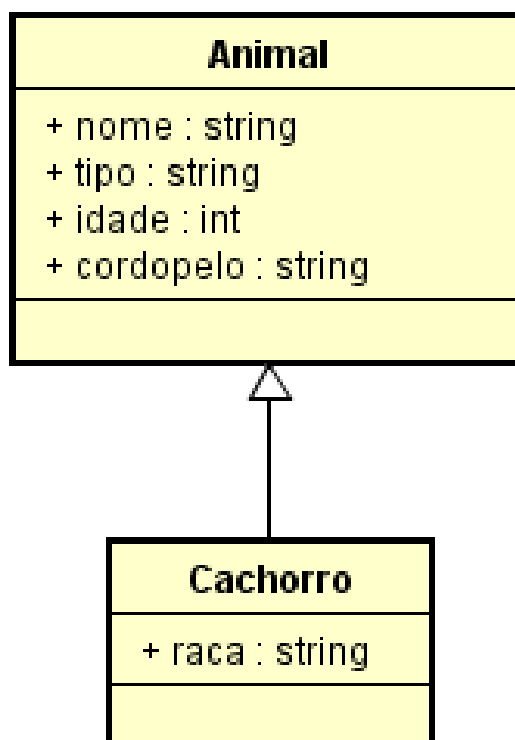 Animal
+ nome : string
+ tipo : string
+ idade : int
+ cordopelo : string
Cachorro
+ raca : string